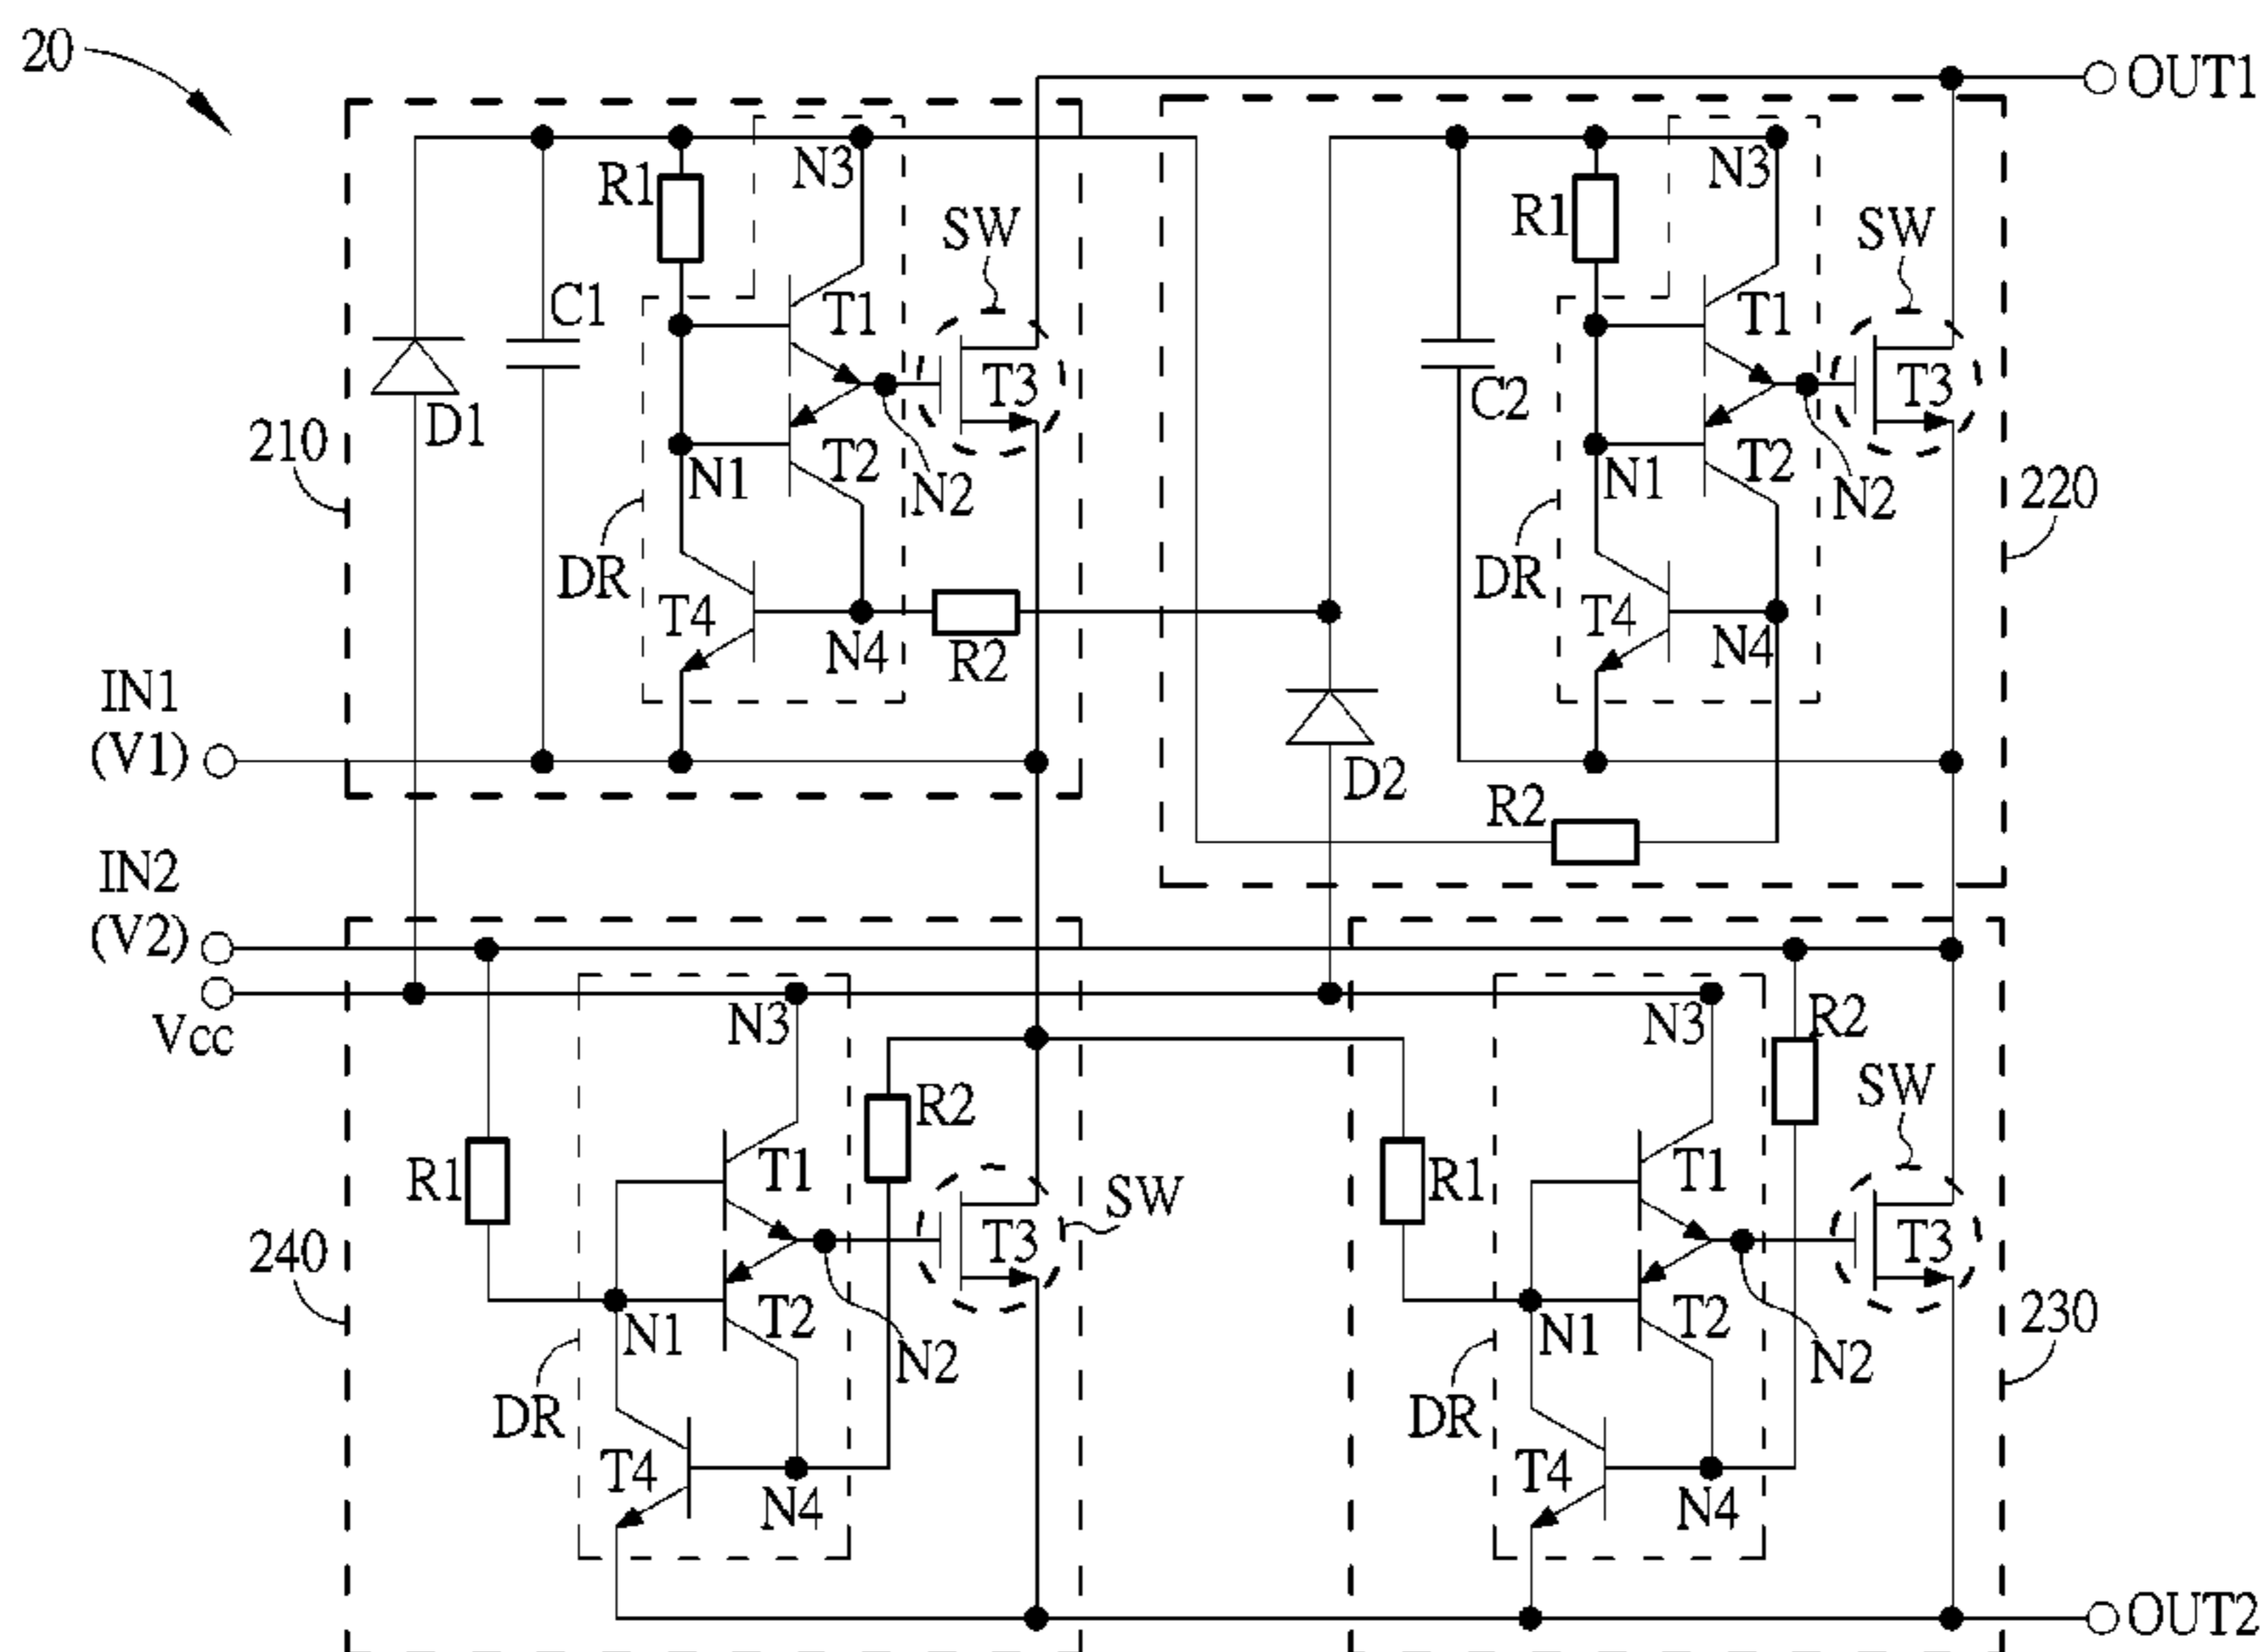 20
OUT1
N3
N3
R1
R1
SW
SW
C1
T1
T1
T3
T3
D1
C2
210
T2
T2
N1
N2
N1
N2
220
DR
DR
T4
T4
N4
R2
N4
IN1
(V1)
D2
R2
IN2
(V2)
Vcc
N3
N3
R2
R2
SW
R1
T1
SW
R1
T1
T3
T3
240
N1
T2
N2
N1
T2
N2
230
DR
DR
T4
T4
N4
N4
OUT2